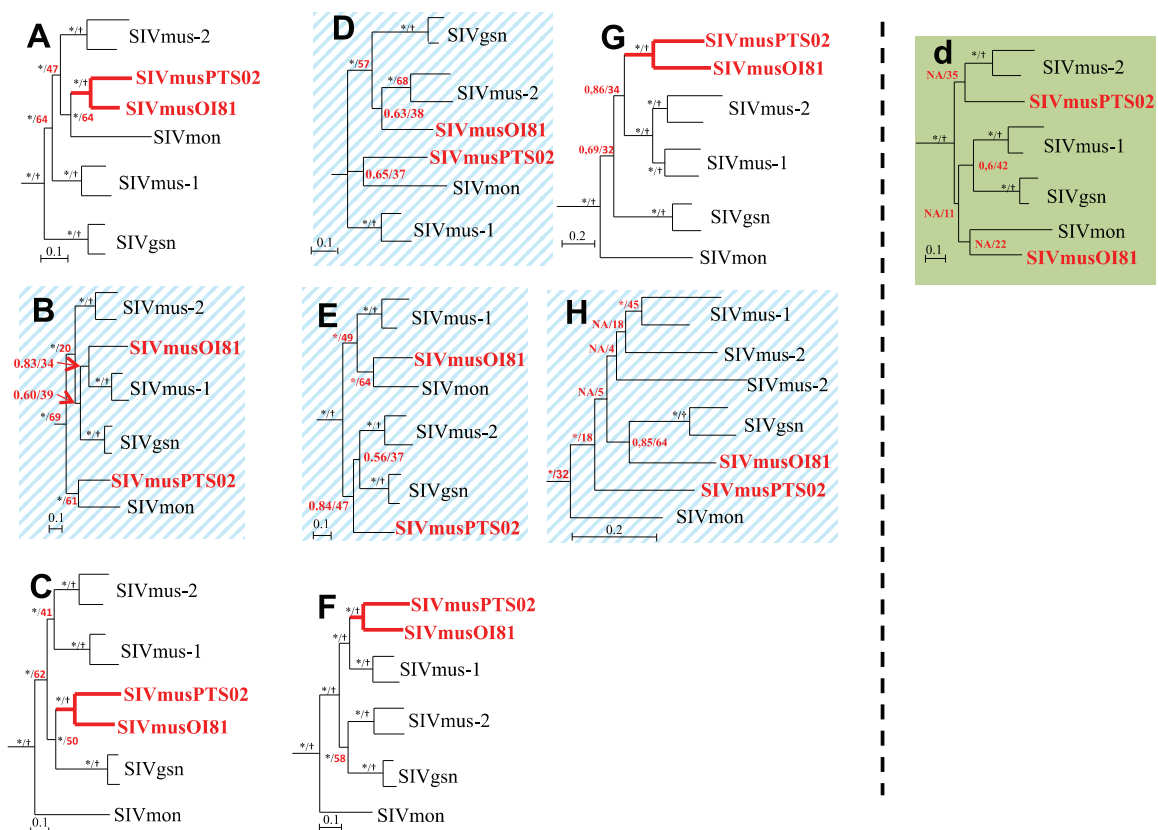 A
*/†
SIVmus-2
*/47
*/†
SIVmusPTS02
SIVmusOI81
*/64
*/64
SIVmon
*/†
*/†
SIVmus-1
*/†
SIVgsn
0.1
B
*/†
SIVmus-2
*/20
SIVmusOI81
0.83/34
*/†
SIVmus-1
0.60/39
*/69
*/†
SIVgsn
SIVmusPTS02
*/61
SIVmon
0.1
C
*/†
SIVmus-2
*/41
*/†
SIVmus-1
*/62
*/†
SIVmusPTS02
SIVmusOI81
*/50
*/†
SIVgsn
*/†
SIVmon
0.1
D
*/†
SIVgsn
*/57
*/68
SIVmus-2
0.63/38
SIVmusOI81
SIVmusPTS02
*/†
0.65/37
SIVmon
*/†
SIVmus-1
0.1
E
*/†
SIVmus-1
*/49
SIVmusOI81
*/64
SIVmon
*/†
*/†
SIVmus-2
0.56/37
*/†
SIVgsn
0.84/47
SIVmusPTS02
0.1
F
*/†
SIVmusPTS02
SIVmusOI81
*/†
*/†
SIVmus-1
*/†
*/†
SIVmus-2
*/58
*/†
SIVgsn
*/†
SIVmon
0.1
G
*/†
SIVmusPTS02
SIVmusOI81
0,86/34
*/†
SIVmus-2
*/†
SIVmus-1
0,69/32
*/†
SIVgsn
*/†
0.2
SIVmon
H
*/45
SIVmus-1
NA/18
NA/4
SIVmus-2
SIVmus-2
NA/5
*/†
SIVgsn
*/18
0,85/64
SIVmusOI81
*/32
SIVmusPTS02
SIVmon
0.2
d
*/†
SIVmus-2
NA/35
SIVmusPTS02
*/†
SIVmus-1
*/†
0,6/42
*/†
SIVgsn
NA/11
SIVmon
NA/22
SIVmusOI81
0.1